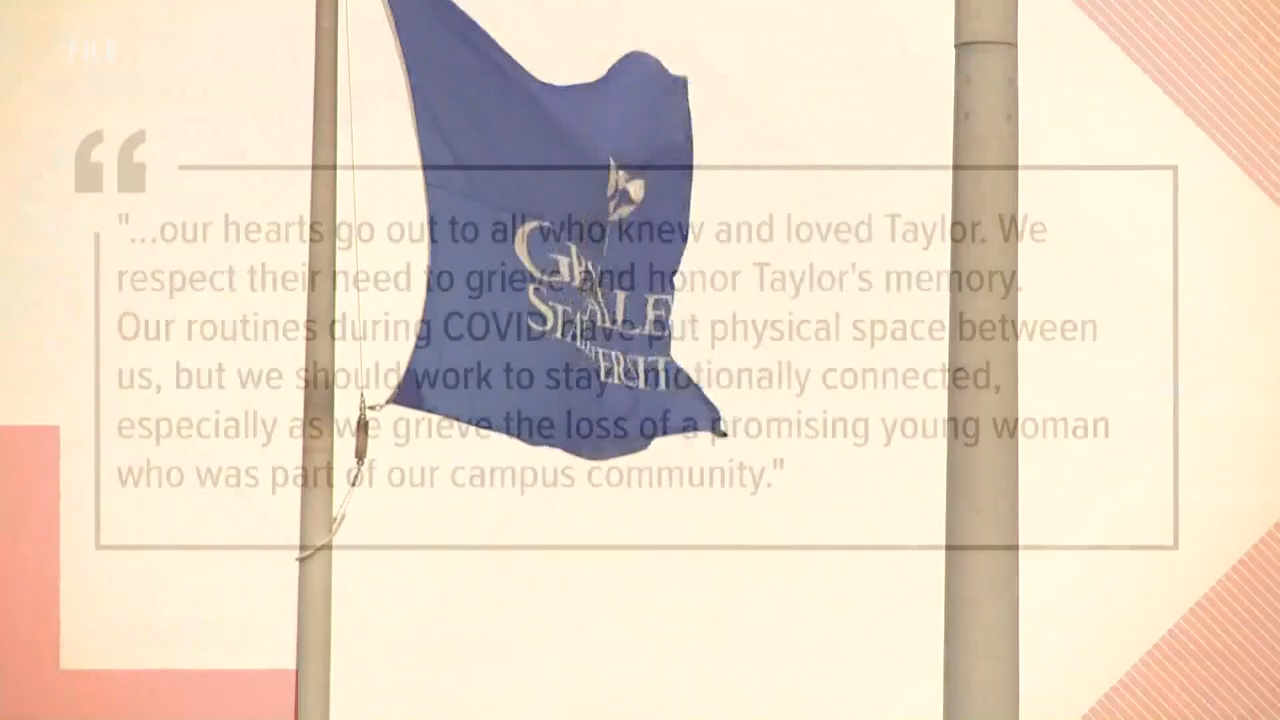 FILE
"...our hearts go out to all who knew and loved Taylor. We
respect their need to grieve and honor Taylor's memory.
Our routines during COVID have put physical space between
us, but we should work to stay emotionally connected,
especially as we grieve the loss of a promising young woman
who was part of our campus community."
STATE